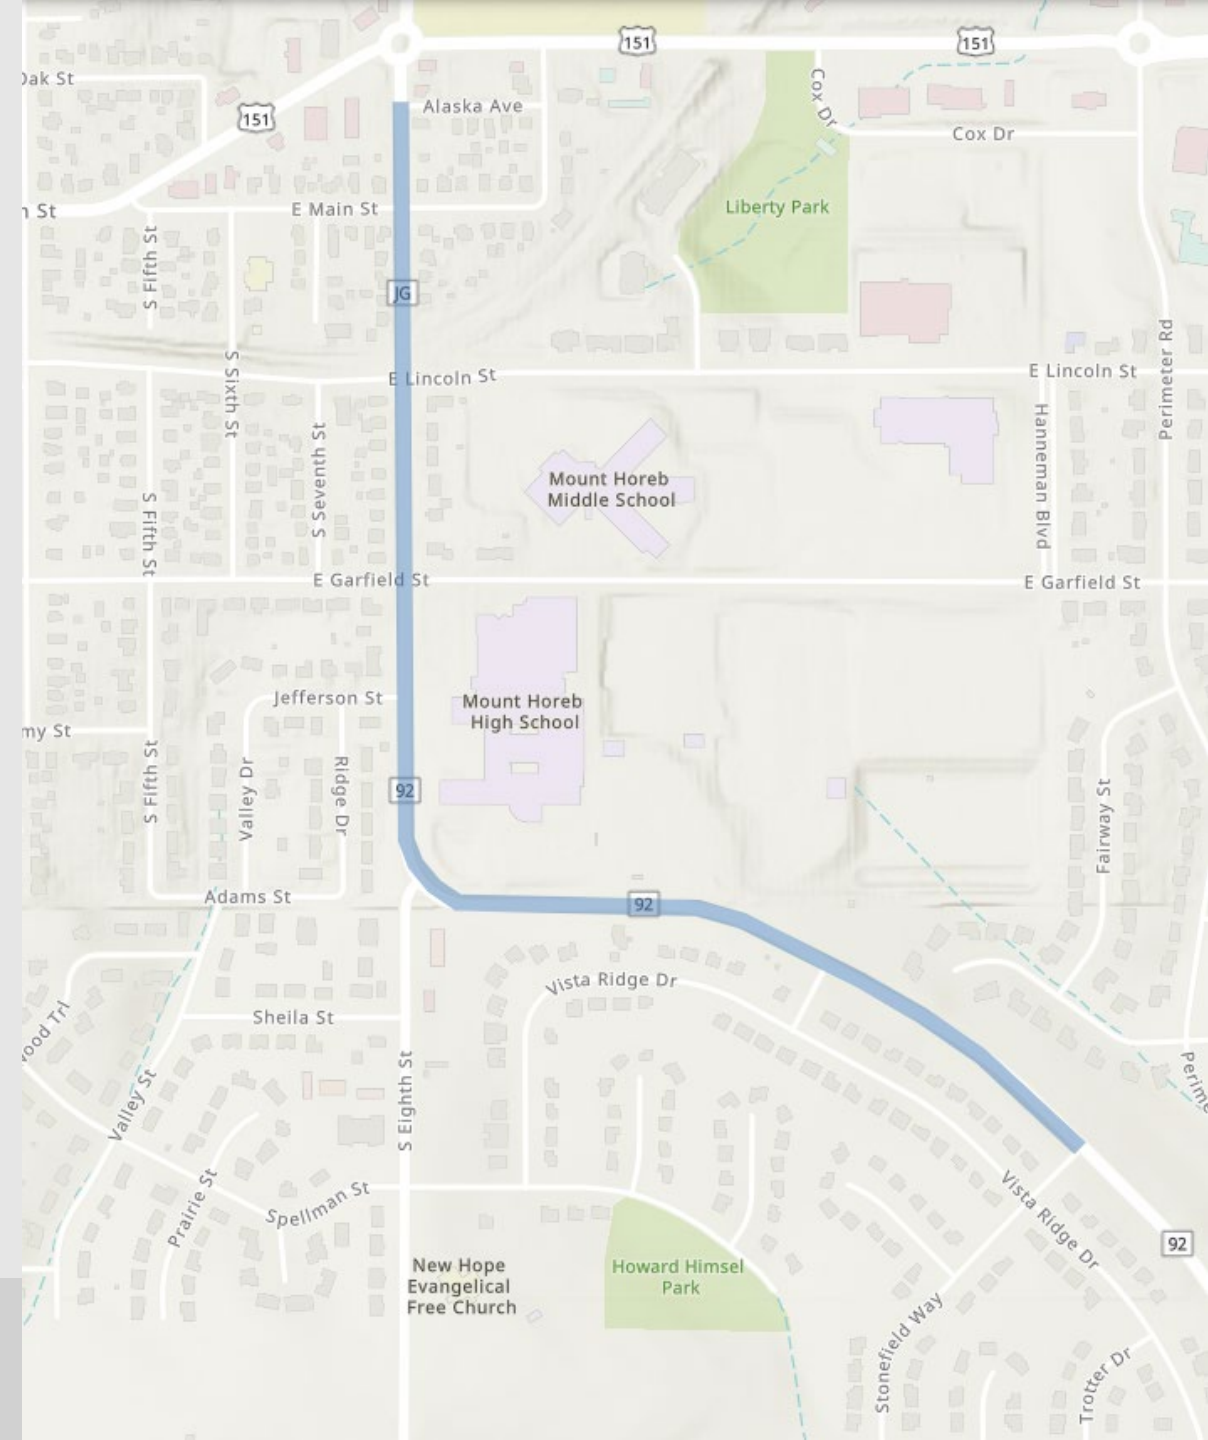 151
151
Oak St
151
Alaska Ave
Cox Dr
Cox Dr
n St
E Main St
Liberty Park
S Fifth St
JG
S Sixth St
E Lincoln St
E Lincoln St
Perimeter Rd
Hanneman Blvd
S Seventh St
Mount Horeb
Middle School
S Fifth St
E Garfield St
E Garfield St
Jefferson St
Mount Horeb
High School
my St
S Fifth St
Valley Dr
Ridge Dr
92
Fairway St
Adams St
92
Vista Ridge Dr
Sheila St
wood Trl
Valley St
S Eighth St
Perime
Prairie St
Spellman St
Vista Ridge Dr
92
New Hope
Evangelical
Free Church
Howard Himsel
Park
Stonefield Way
Trotter Dr